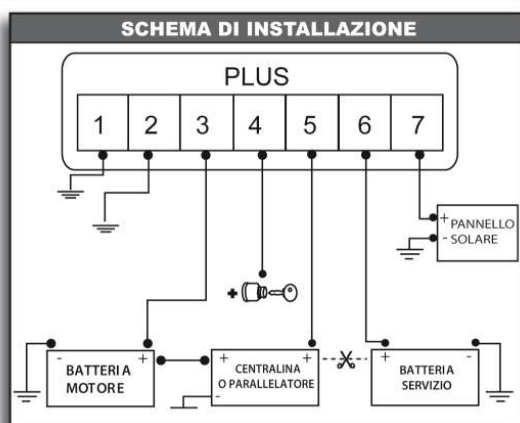 SCHEMA DI INSTALLAZIONE
PLUS
1 2 3 4 5 6 7
+ PANNELLO
- SOLARE
+
- +
BATTERIA
MOTORE
+ +
CENTRALINA
O PARALLELATORE
-
+ -
BATTERIA
SERVIZIO